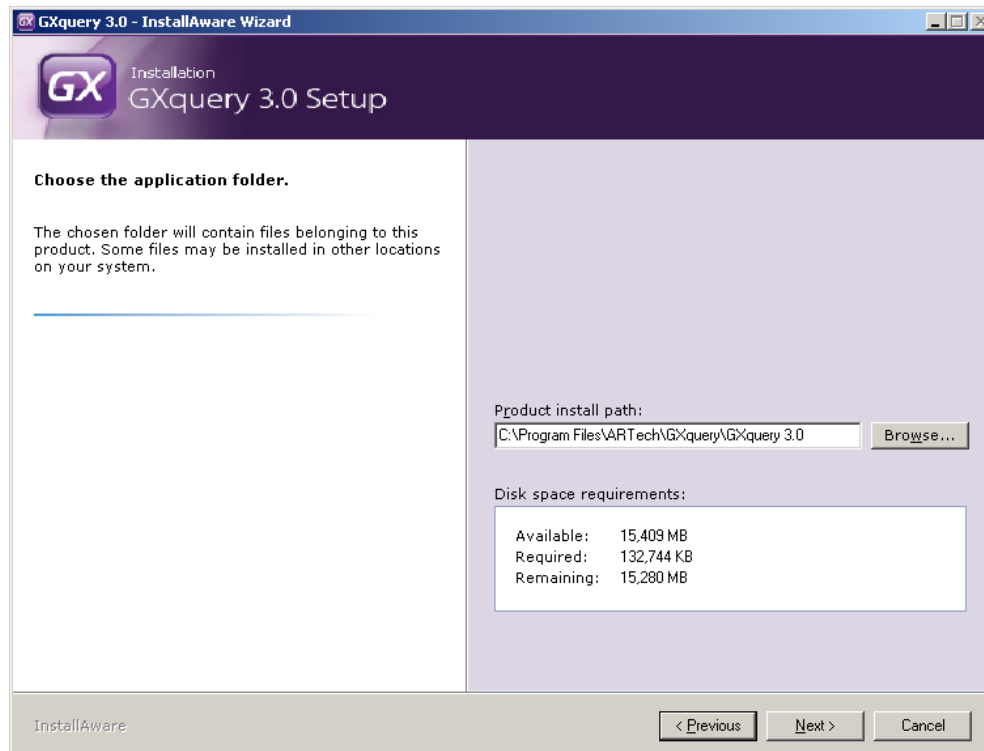 GXquery 3.0 - InstallAware Wizard
GX
Installation
GXquery 3.0 Setup
Choose the application folder.
The chosen folder will contain files belonging to this
product. Some files may be installed in other locations
on your system.
Product install path:
C:\Program Files\ARTech\GXquery\GXquery 3.0
Browse...
Disk space requirements:
Available: 15,409 MB
Required: 132,744 KB
Remaining: 15,280 MB
InstallAware
< Previous
Next >
Cancel